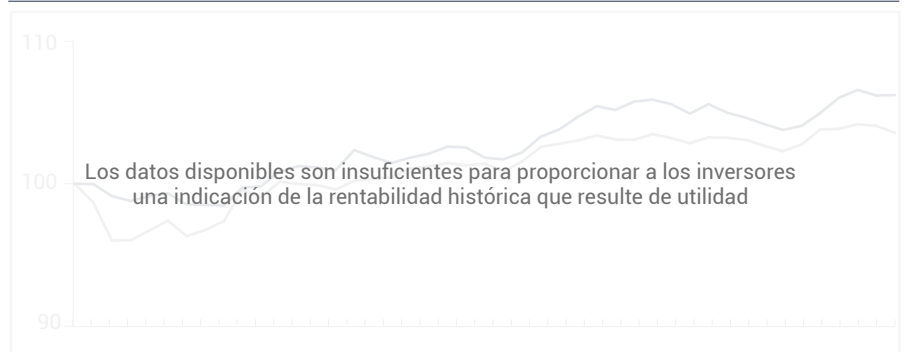 110
Los datos disponibles son insuficientes para proporcionar a los inversores
100
una indicación de la rentabilidad histórica que resulte de utilidad
90